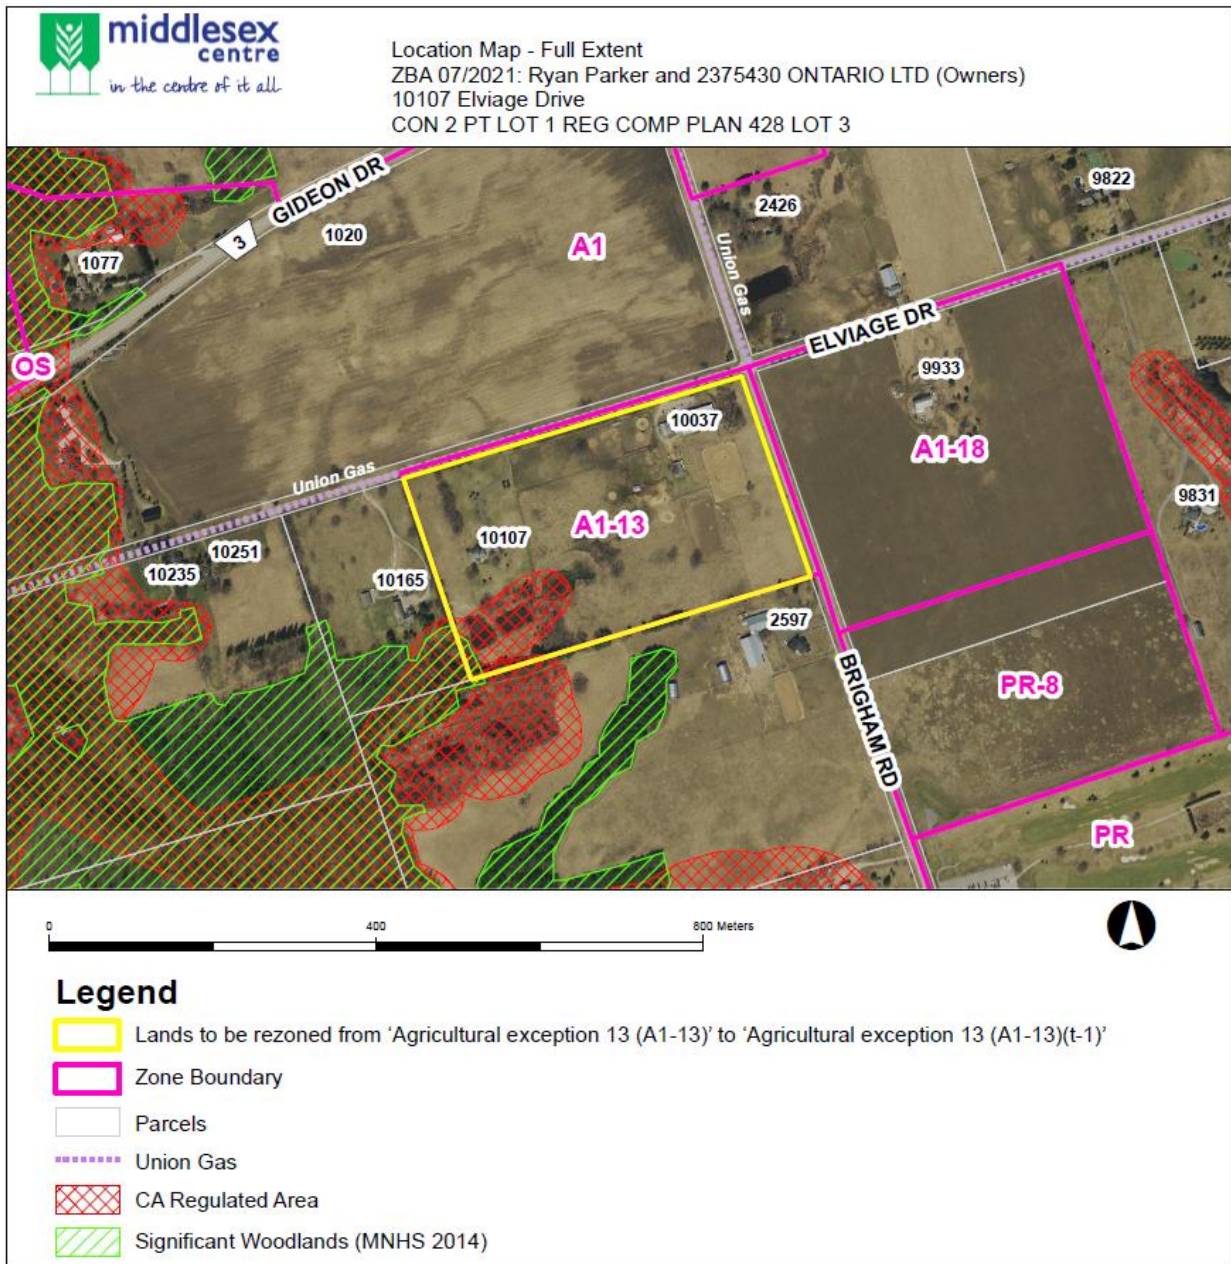 middlesex
centre
in the centre of it all
Location Map - Full Extent
ZBA 07/2021: Ryan Parker and 2375430 ONTARIO LTD (Owners)
10107 Elviage Drive
CON 2 PT LOT 1 REG COMP PLAN 428 LOT 3
GIDEON DR
3
1020
1077
A1
2426
9822
Union Gas
OS
ELVIAGE DR
9933
10037
A1-18
Union Gas
9831
A1-13
10107
10251
10235
10165
2597
BRIGHAM RD
PR-8
PR
0 400 800 Meters
Legend
Lands to be rezoned from ‘Agricultural exception 13 (A1-13)’ to ‘Agricultural exception 13 (A1-13)(t-1)’
Zone Boundary
Parcels
Union Gas
CA Regulated Area
Significant Woodlands (MNHS 2014)